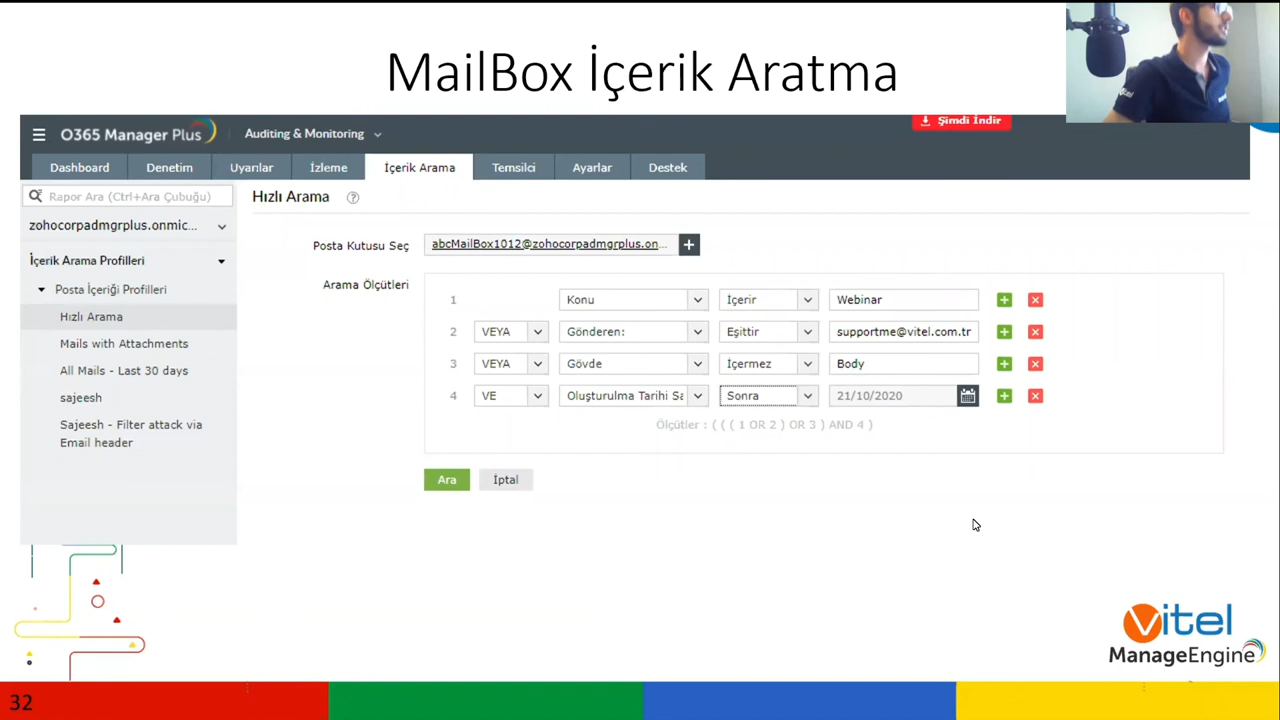 MailBox İçerik Aratma
vitel
O365 Manager Plus
Auditing & Monitoring
Şimdi İndir
Dashboard Denetim Uyarılar İzleme İçerik Arama Temsilci Ayarlar Destek
Rapor Ara (Ctrl+Ara Çubuğu)
zohocorpadmgrplus.onmic...
İçerik Arama Profilleri
Posta İçeriği Profilleri
Hızlı Arama
Mails with Attachments
All Mails - Last 30 days
sajeesh
Sajeesh - Filter attack via
Email header
Hızlı Arama ?
Posta Kutusu Seç abcMailBox1012@zohocorpadmgrplus.on...
Arama Ölçütleri
1 Konu İçerir Webinar
2 VEYA Gönderen: Eşittir supportme@vitel.com.tr
3 VEYA Gövde İçermez Body
4 VE Oluşturulma Tarihi Sa Sonra 21/10/2020
Ölçütler : ( ( ( 1 OR 2 ) OR 3 ) AND 4 )
Ara İptal
Vitel
ManageEngine
32